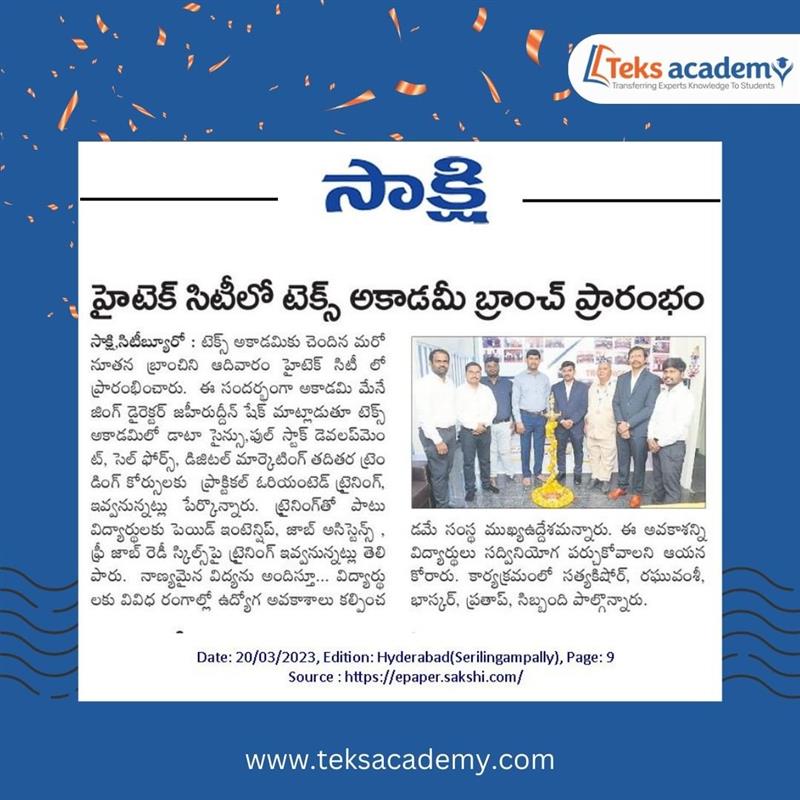 Teks academy
Transferring Experts Knowledge To Students
సాక్షి
హైటెక్ సిటీలో టెక్స్ అకాడమీ బ్రాంచ్ ప్రారంభం
సాక్షి,సిటీబ్యూరో : టెక్స్ అకాడమికు చెందిన మరో
నూతన బ్రాంచిని ఆదివారం హైటెక్ సిటీ లో
ప్రారంభించారు. ఈ సందర్భంగా అకాడమి మేనే
జింగ్ డైరెక్టర్ జహీరుద్దీన్ షేక్ మాట్లాడుతూ టెక్స్
అకాడమిలో డాటా సైన్సు,ఫుల్ స్టాక్ డెవలప్‌మెం
ట్, సెల్ ఫోర్స్, డిజిటల్ మార్కెటింగ్ తదితర ట్రెం
డింగ్ కోర్సులకు ప్రాక్టికల్ ఓరియంటెడ్ ట్రైనింగ్,
ఇవ్వనున్నట్లు పేర్కొన్నారు. ట్రైనింగ్‌తో పాటు
విద్యార్థులకు పెయిడ్ ఇంటెన్షిప్, జాబ్ అసిస్టెన్స్ ,
ఫ్రీ జాబ్ రెడీ స్కిల్స్‌పై ట్రైనింగ్ ఇవ్వనున్నట్లు తెలి
పారు. నాణ్యమైన విద్యను అందిస్తూ... విద్యార్థు
లకు వివిధ రంగాల్లో ఉద్యోగ అవకాశాలు కల్పించ
డమే సంస్థ ముఖ్యఉద్దేశమన్నారు. ఈ అవకాశన్ని
విద్యార్థులు సద్వినియోగ పర్చుకోవాలని ఆయన
కోరారు. కార్యక్రమంలో సత్యకిషోర్, రఘువంశీ,
భాస్కర్, ప్రతాప్, సిబ్బంది పాల్గొన్నారు.
Date: 20/03/2023, Edition: Hyderabad(Serilingampally), Page: 9
Source : https://epaper.sakshi.com/
www.teksacademy.com